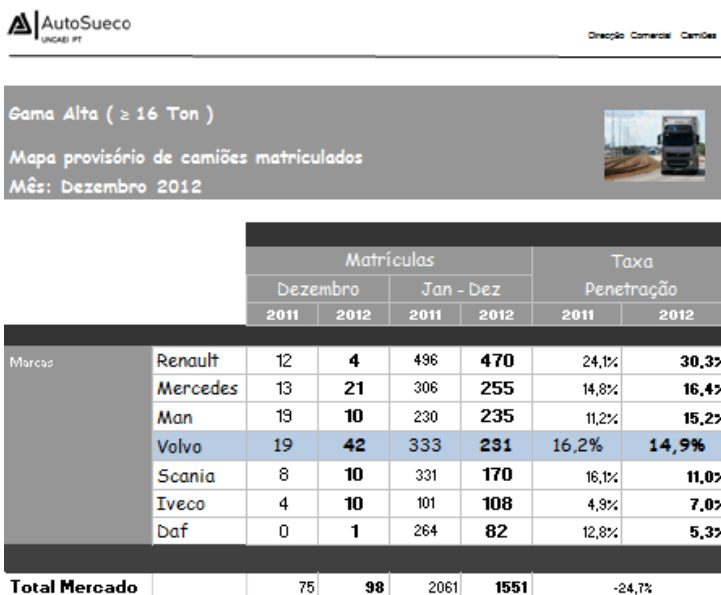 AutoSueco
UNCAEI PT
Direcção Comercial Camiões
Gama Alta ( ≥ 16 Ton )
Mapa provisório de camiões matriculados
Mês: Dezembro 2012
Matrículas Taxa
Dezembro Jan - Dez Penetração
2011 2012 2011 2012 2011 2012
Marcas Renault 12 4 496 470 24,1% 30,3%
Mercedes 13 21 306 255 14,8% 16,4%
Man 19 10 230 235 11,2% 15,2%
Volvo 19 42 333 231 16,2% 14,9%
Scania 8 10 331 170 16,1% 11,0%
Iveco 4 10 101 108 4,9% 7,0%
Daf 0 1 264 82 12,8% 5,3%
Total Mercado 75 98 2061 1551 -24,7%